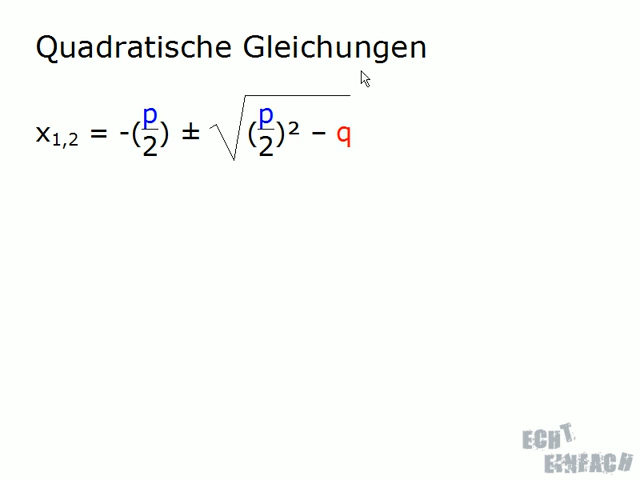 Quadratische Gleichungen
x₁,₂ = -(p/2) ± √((p/2)² – q)
ECHT
EINFACH